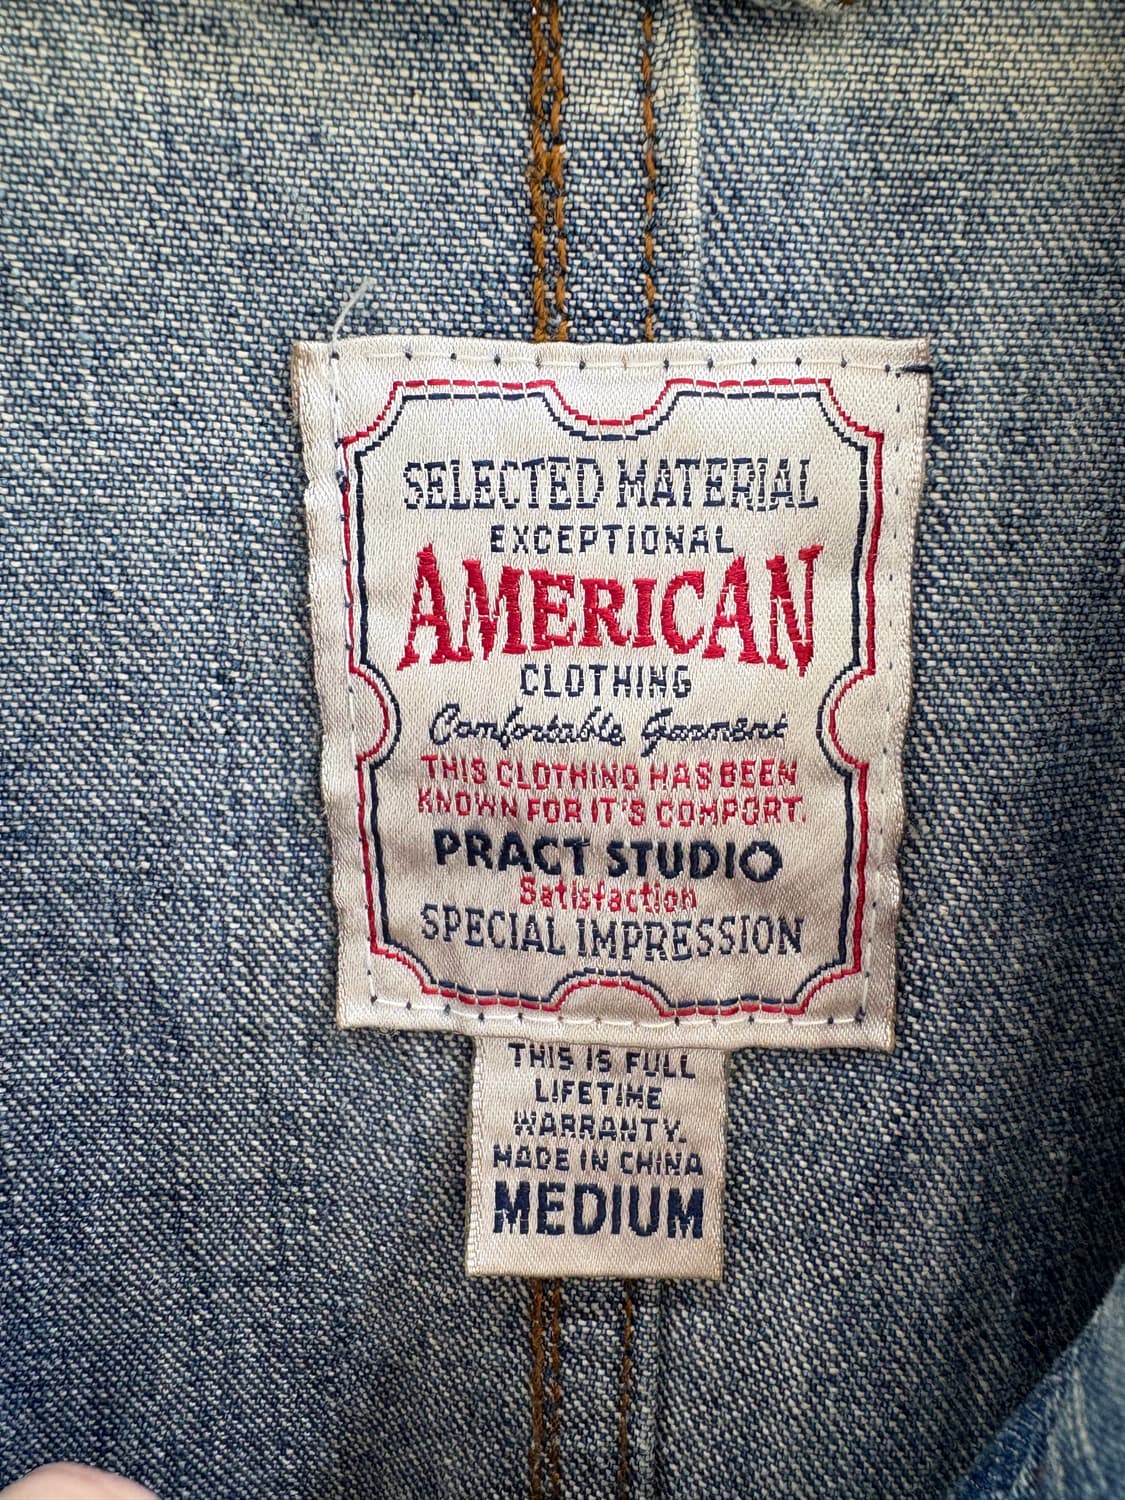 SELECTED MATERIAL
EXCEPTIONAL
AMERICAN
CLOTHING
Comfortable Garment
THIS CLOTHING HAS BEEN
KNOWN FOR IT'S COMFORT.
PRACT STUDIO
Satisfaction
SPECIAL IMPRESSION
THIS IS FULL
LIFETIME
WARRANTY.
MADE IN CHINA
MEDIUM